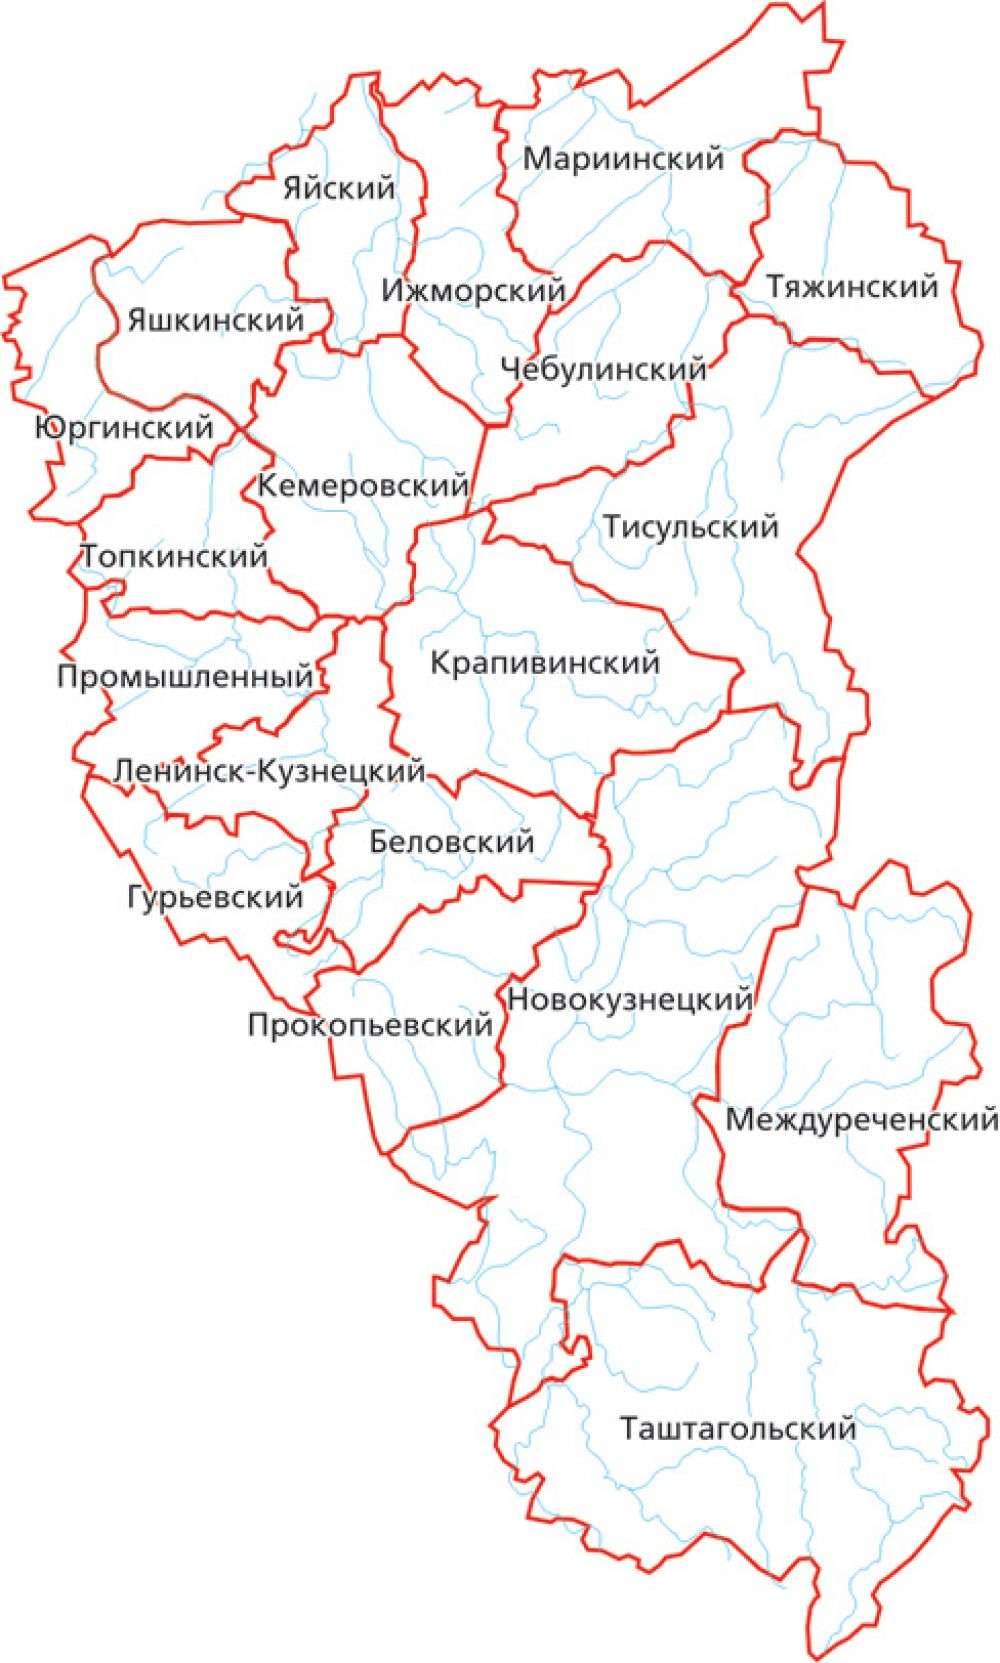 Мариинский
Яйский
Тяжинский
Ижморский
Яшкинский
Чебулинский
Юргинский
Кемеровский
Тисульский
Топкинский
Крапивинский
Промышленный
Ленинск-Кузнецкий
Беловский
Гурьевский
Новокузнецкий
Прокопьевский
Междуреченский
Таштагольский